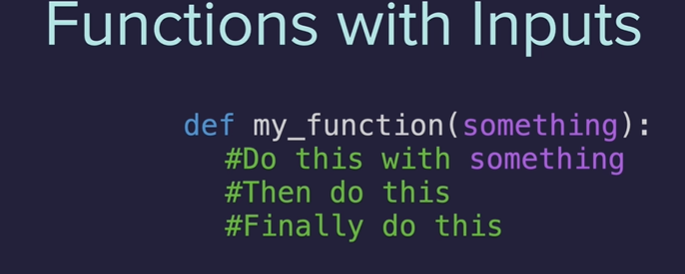 Functions with Inputs
def my_function(something):
#Do this with something
#Then do this
#Finally do this